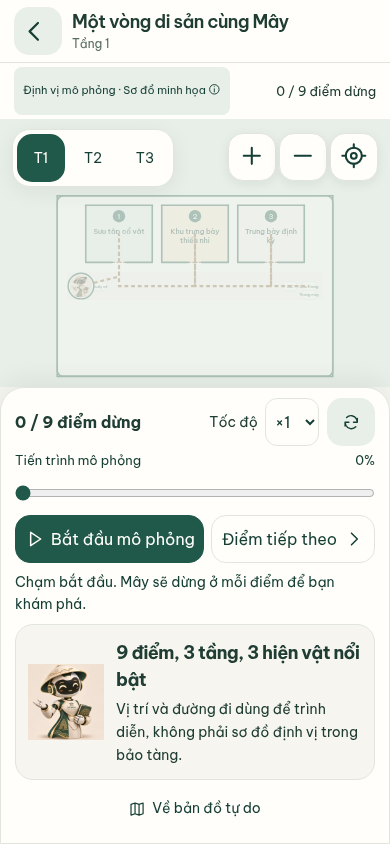 Một vòng di sản cùng Mây
Tầng 1
Định vị mô phỏng · Sơ đồ minh họa
0 / 9 điểm dừng
T1
T2
T3
1
2
3
Sưu tập cổ vật
Khu trưng bày
thiếu nhi
Trưng bày định
kỳ
0 / 9 điểm dừng
Tốc độ
×1
Tiến trình mô phỏng
0%
Bắt đầu mô phỏng
Điểm tiếp theo
Chạm bắt đầu. Mây sẽ dừng ở mỗi điểm để bạn
khám phá.
9 điểm, 3 tầng, 3 hiện vật nổi
bật
Vị trí và đường đi dùng để trình
diễn, không phải sơ đồ định vị trong
bảo tàng.
Về bản đồ tự do